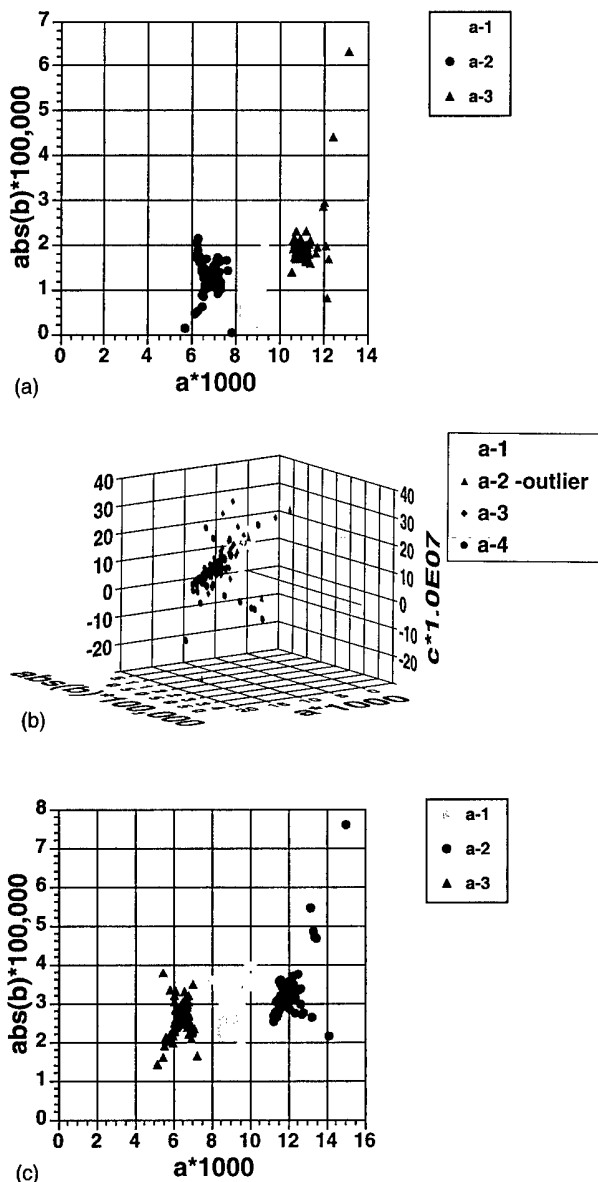 7
6
5
4
3
2
1
0
abs(b)*100,000
0 2 4 6 8 10 12 14
a*1000
(a)
a-1
a-2
a-3
40
30
20
10
0
-10
-20
abs(b)*100,000
a*1000
40
30
20
10
0
-10
-20
c*1.0E07
(b)
a-1
a-2 -outlier
a-3
a-4
8
7
6
5
4
3
2
1
0
abs(b)*100,000
0 2 4 6 8 10 12 14 16
a*1000
(c)
a-1
a-2
a-3